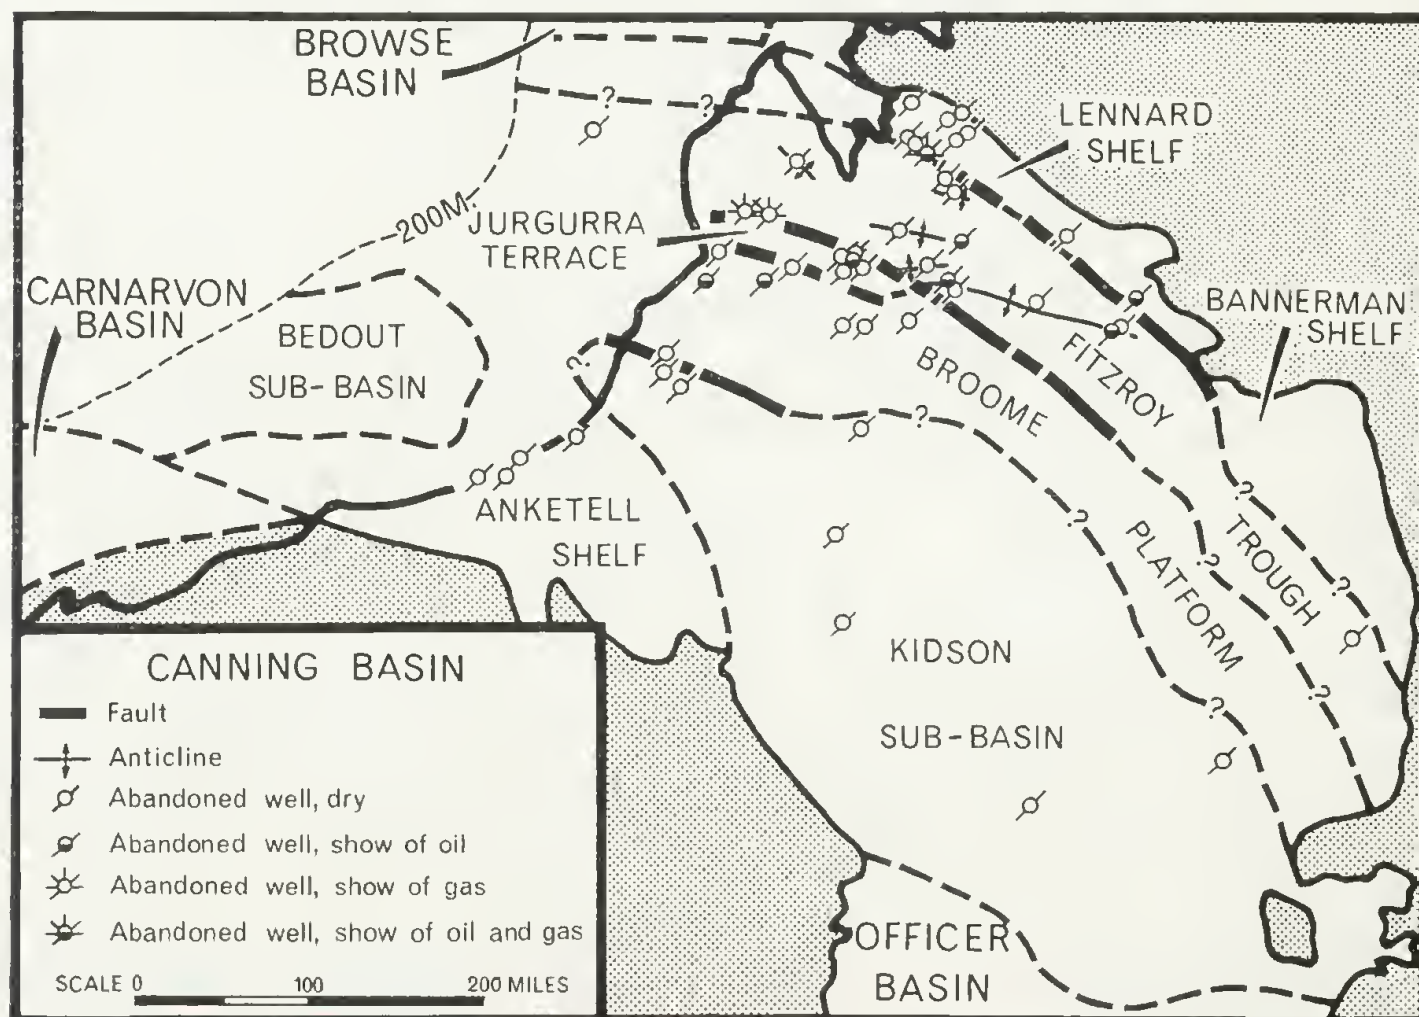 BROWSE
BASIN
LENNARD
SHELF
200M.
JURGURRA
TERRACE
CARNARVON
BASIN
BEDOUT
SUB-BASIN
BANNERMAN
SHELF
FITZROY
TROUGH
BROOME
PLATFORM
ANKETELL
SHELF
KIDSON
SUB-BASIN
OFFICER
BASIN
? ? ? ? ? ? ? ? ? ? ?
CANNING BASIN
Fault
Anticline
Abandoned well, dry
Abandoned well, show of oil
Abandoned well, show of gas
Abandoned well, show of oil and gas
SCALE 0 100 200 MILES